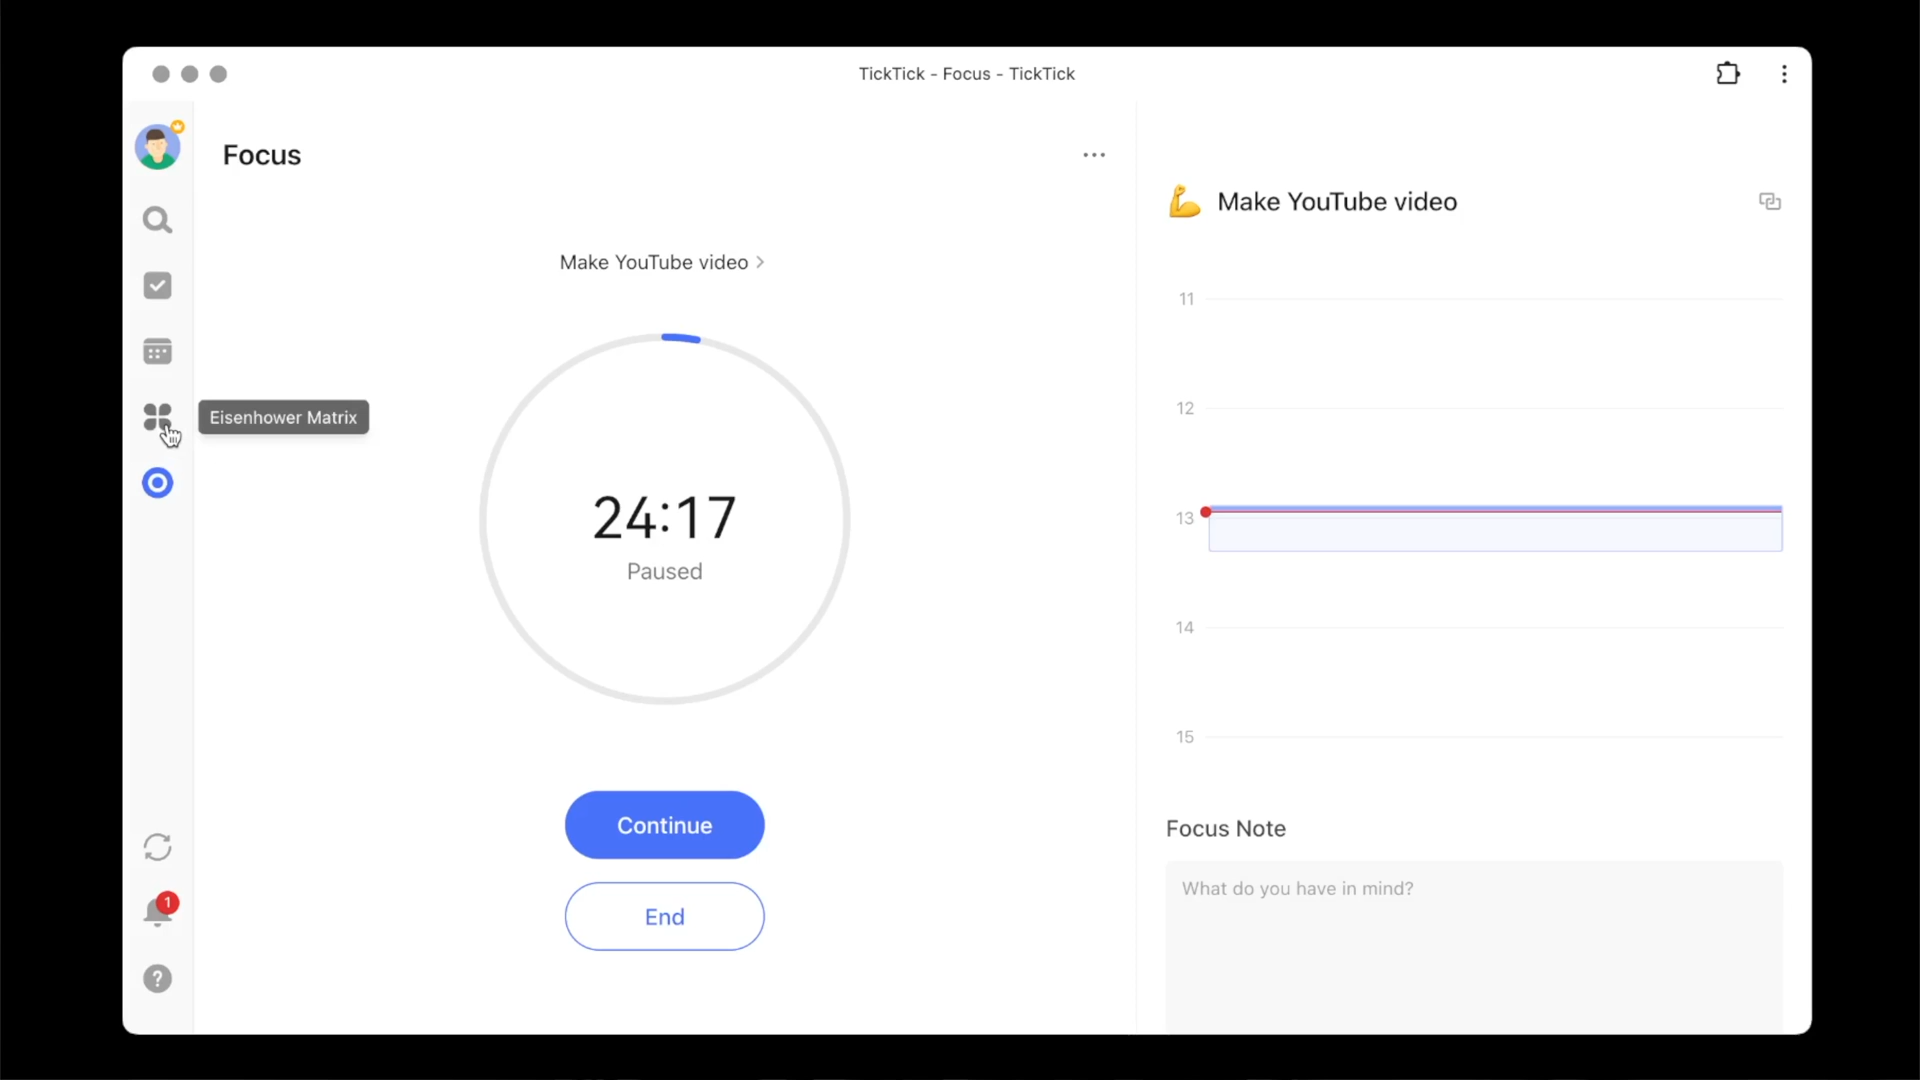 TickTick - Focus - TickTick
Focus
Make YouTube video
Eisenhower Matrix
24:17
Paused
Continue
End
1
?
Make YouTube video
11
12
13
14
15
Focus Note
What do you have in mind?